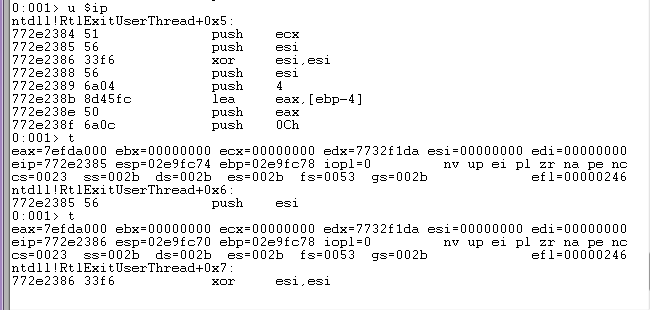 0:001> u $ip
ntdll!RtlExitUserThread+0x5:
772e2384 51 push ecx
772e2385 56 push esi
772e2386 33f6 xor esi,esi
772e2388 56 push esi
772e2389 6a04 push 4
772e238b 8d45fc lea eax,[ebp-4]
772e238e 50 push eax
772e238f 6a0c push 0Ch
0:001> t
eax=7efda000 ebx=00000000 ecx=00000000 edx=7732f1da esi=00000000 edi=00000000
eip=772e2385 esp=02e9fc74 ebp=02e9fc78 iopl=0 nv up ei pl zr na pe nc
cs=0023 ss=002b ds=002b es=002b fs=0053 gs=002b efl=00000246
ntdll!RtlExitUserThread+0x6:
772e2385 56 push esi
0:001> t
eax=7efda000 ebx=00000000 ecx=00000000 edx=7732f1da esi=00000000 edi=00000000
eip=772e2386 esp=02e9fc70 ebp=02e9fc78 iopl=0 nv up ei pl zr na pe nc
cs=0023 ss=002b ds=002b es=002b fs=0053 gs=002b efl=00000246
ntdll!RtlExitUserThread+0x7:
772e2386 33f6 xor esi,esi